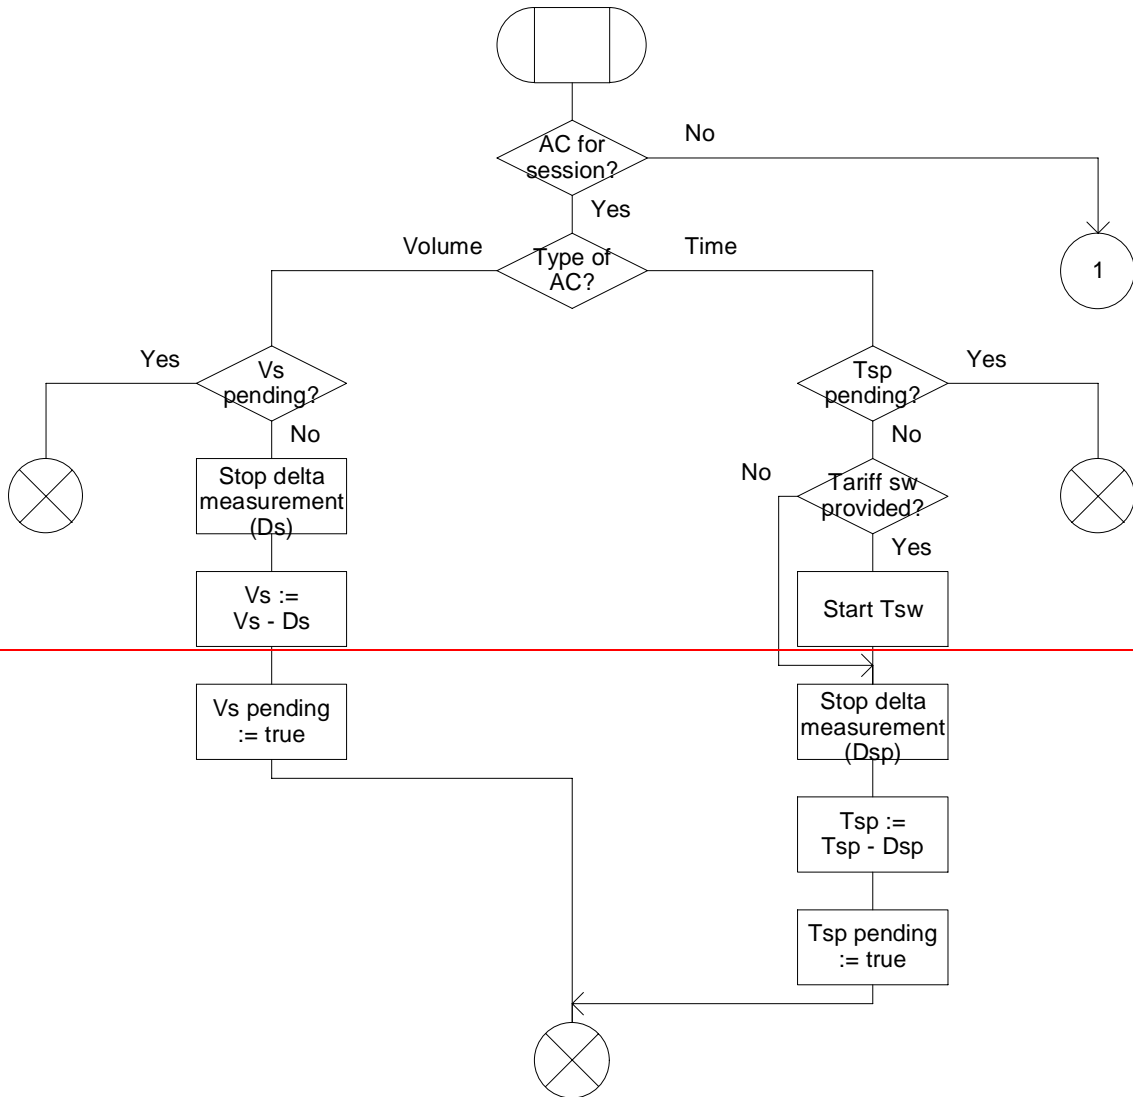 AC for
session?
No
Yes
Volume
Type of
AC?
Time
1
Yes
Vs
pending?
Tsp
pending?
Yes
No
No
Stop delta
measurement
(Ds)
No
Tariff sw
provided?
Yes
Vs :=
Vs - Ds
Start Tsw
Vs pending
:= true
Stop delta
measurement
(Dsp)
Tsp :=
Tsp - Dsp
Tsp pending
:= true